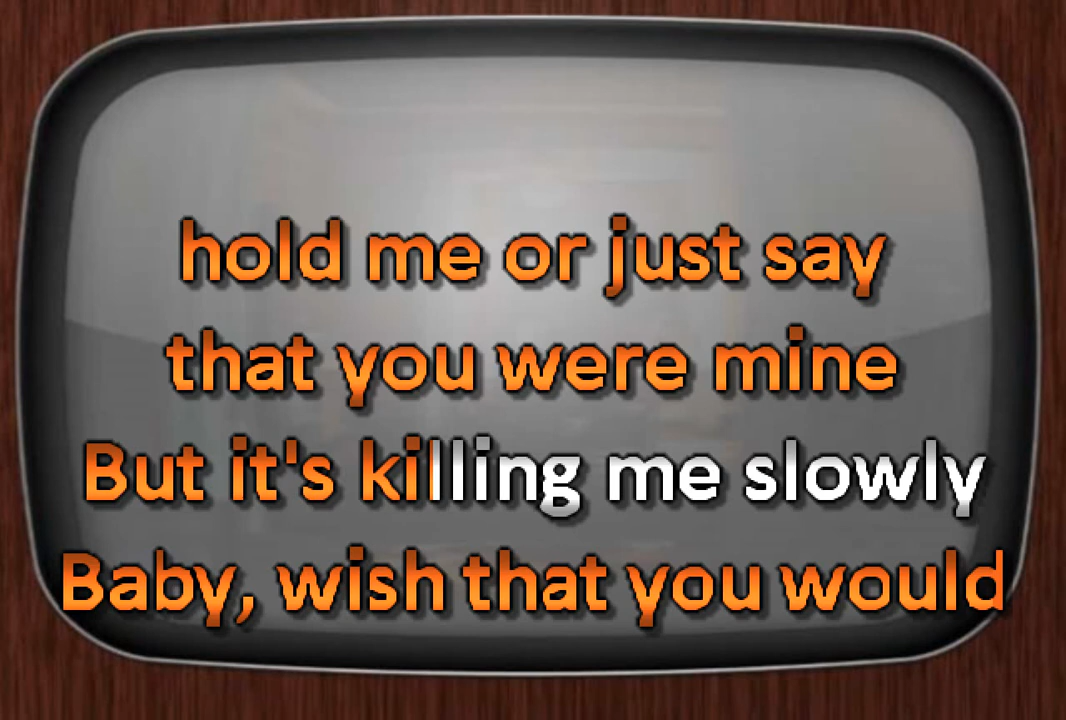 hold me or just say
that you were mine
But it's killing me slowly
Baby, wish that you would